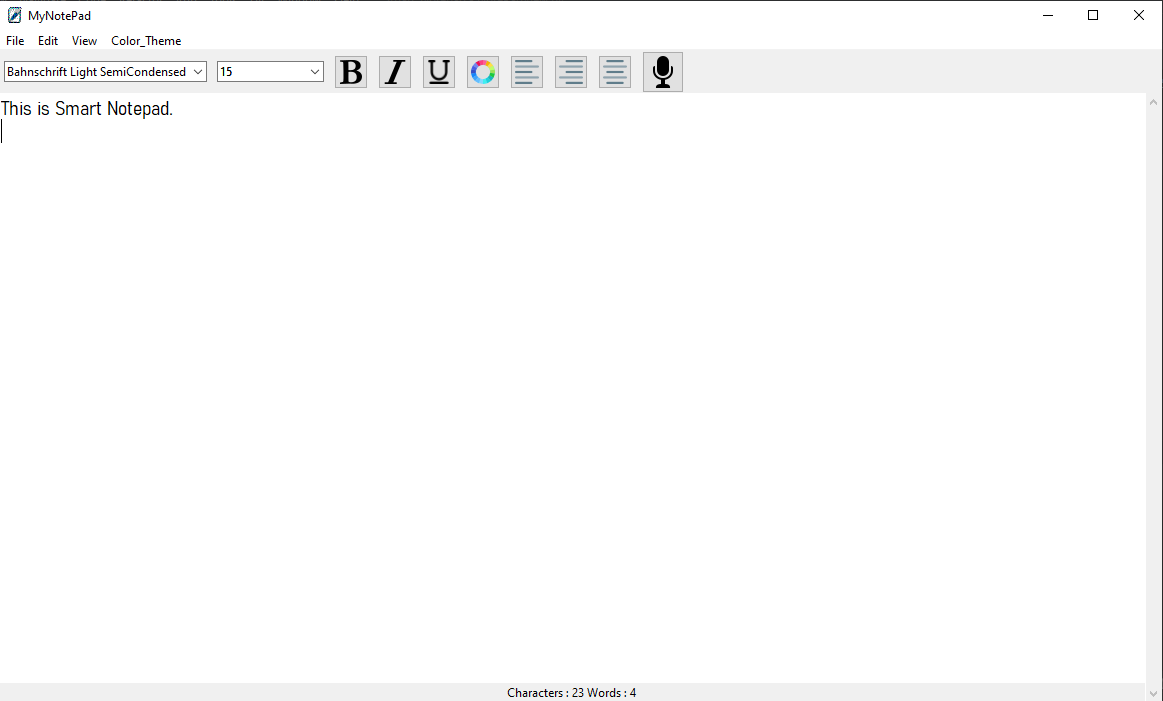 MyNotePad
File Edit View Color_Theme
Bahnschrift Light SemiCondensed 15 B I U
This is Smart Notepad.
Characters : 23 Words : 4